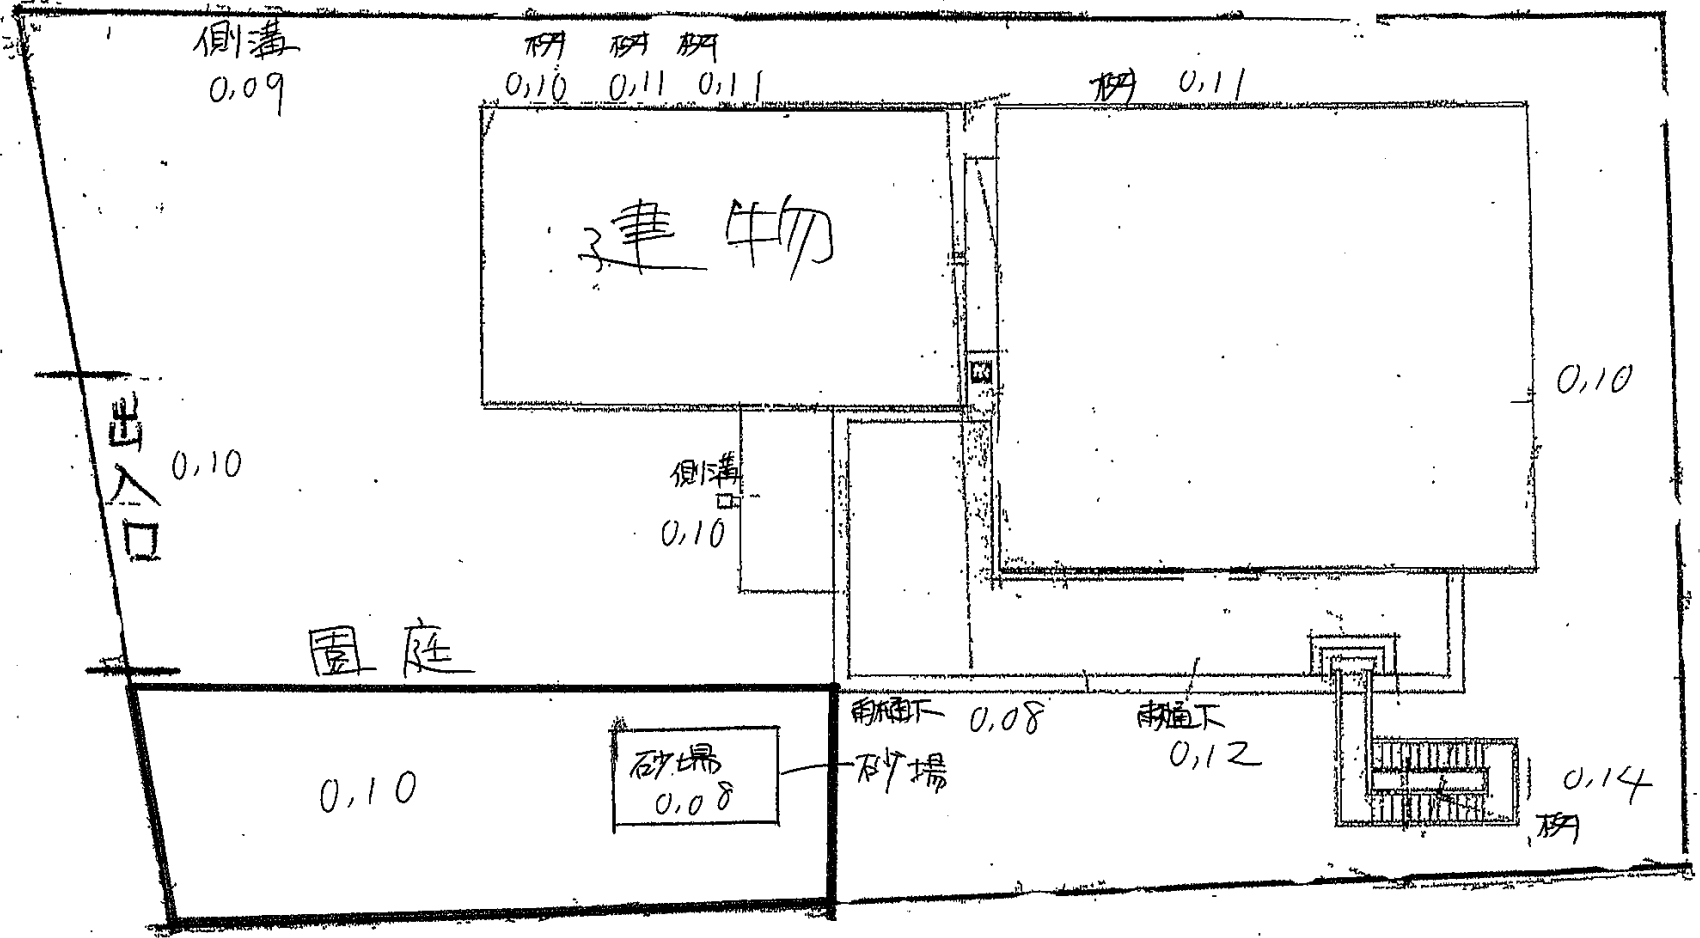 側溝
0,09
桝 桝 桝
0,10 0,11 0,11
桝 0,11
建物
0,10
出入口
0,10
側溝
0,10
園庭
雨樋下 0,08
雨樋下
0,12
砂場
0,08
砂場
0,10
0,14
桝